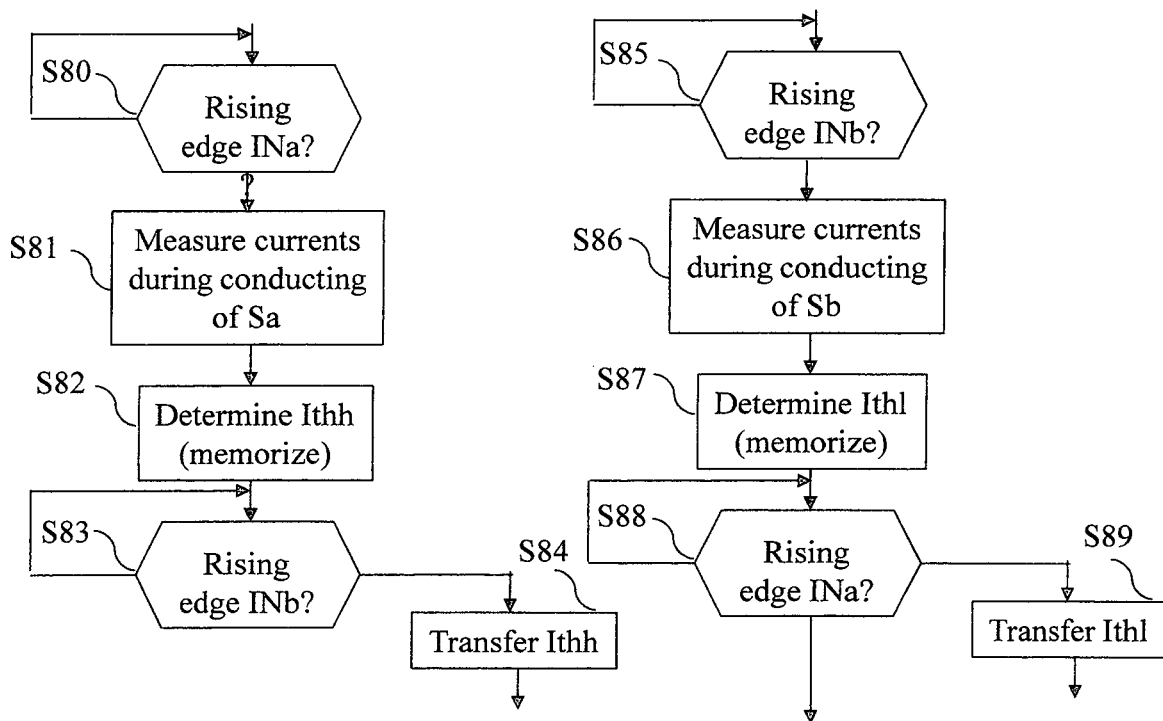 S80
Rising
edge INa?
S81
Measure currents
during conducting
of Sa
S82
Determine Ithh
(memorize)
S83
Rising
edge INb?
S84
Transfer Ithh
S85
Rising
edge INb?
S86
Measure currents
during conducting
of Sb
S87
Determine Ithl
(memorize)
S88
Rising
edge INa?
S89
Transfer Ithl